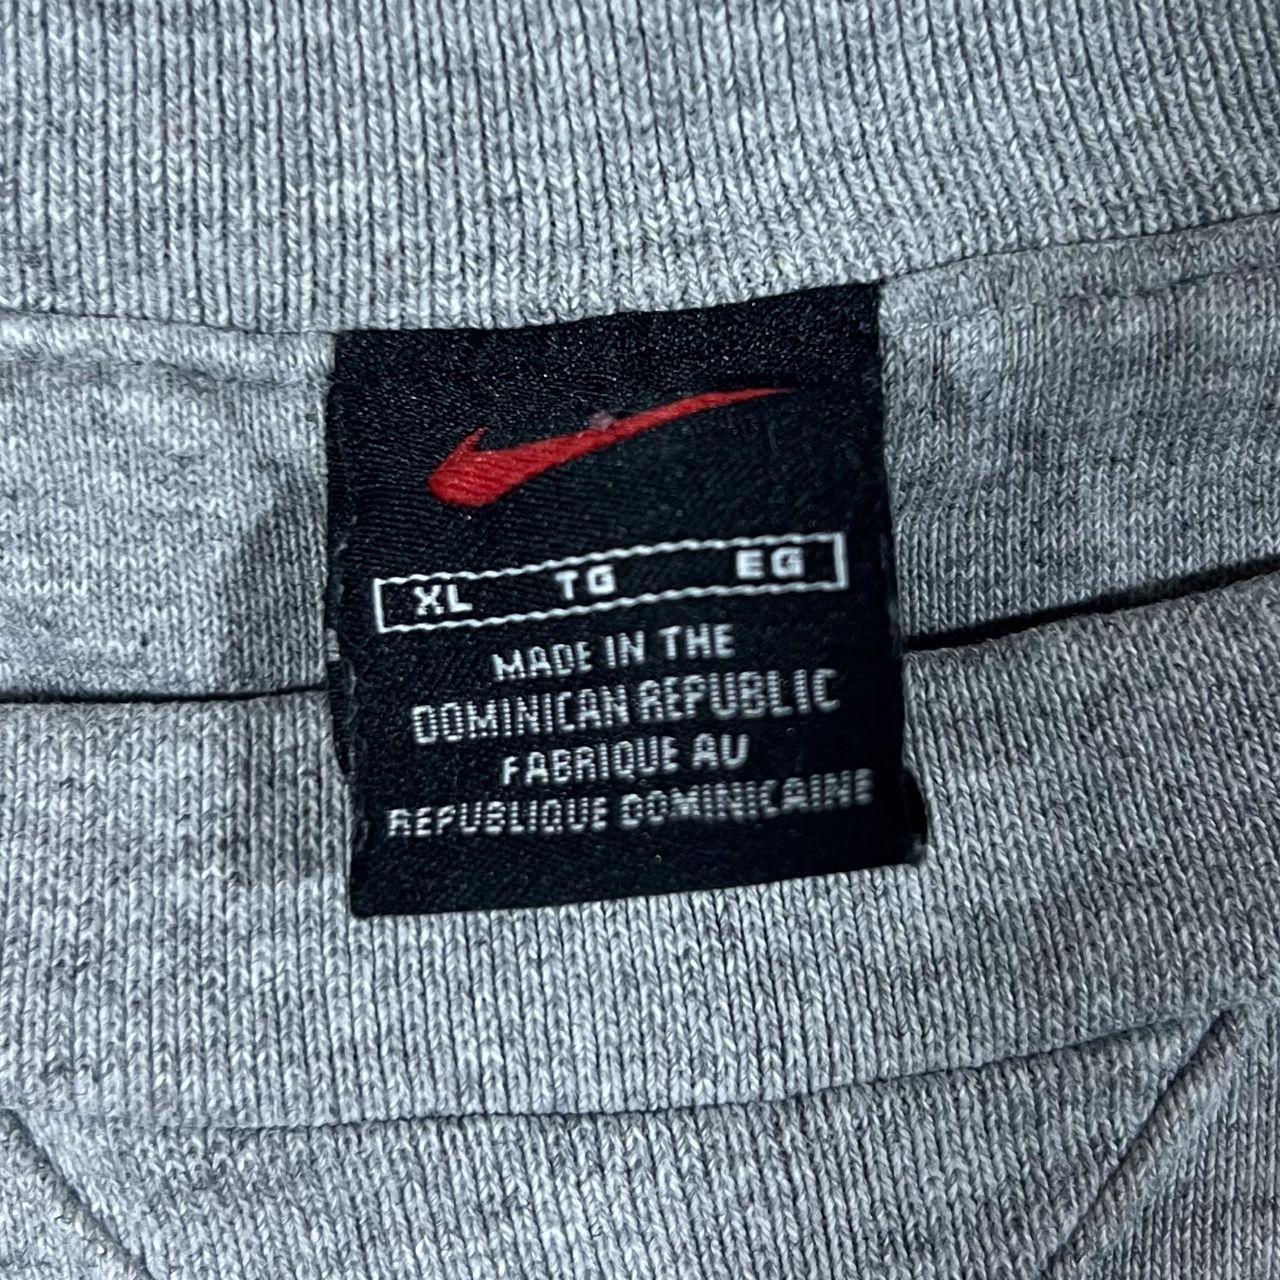 XL TG EG
MADE IN THE
DOMINICAN REPUBLIC
FABRIQUE AU
REPUBLIQUE DOMINICAINE